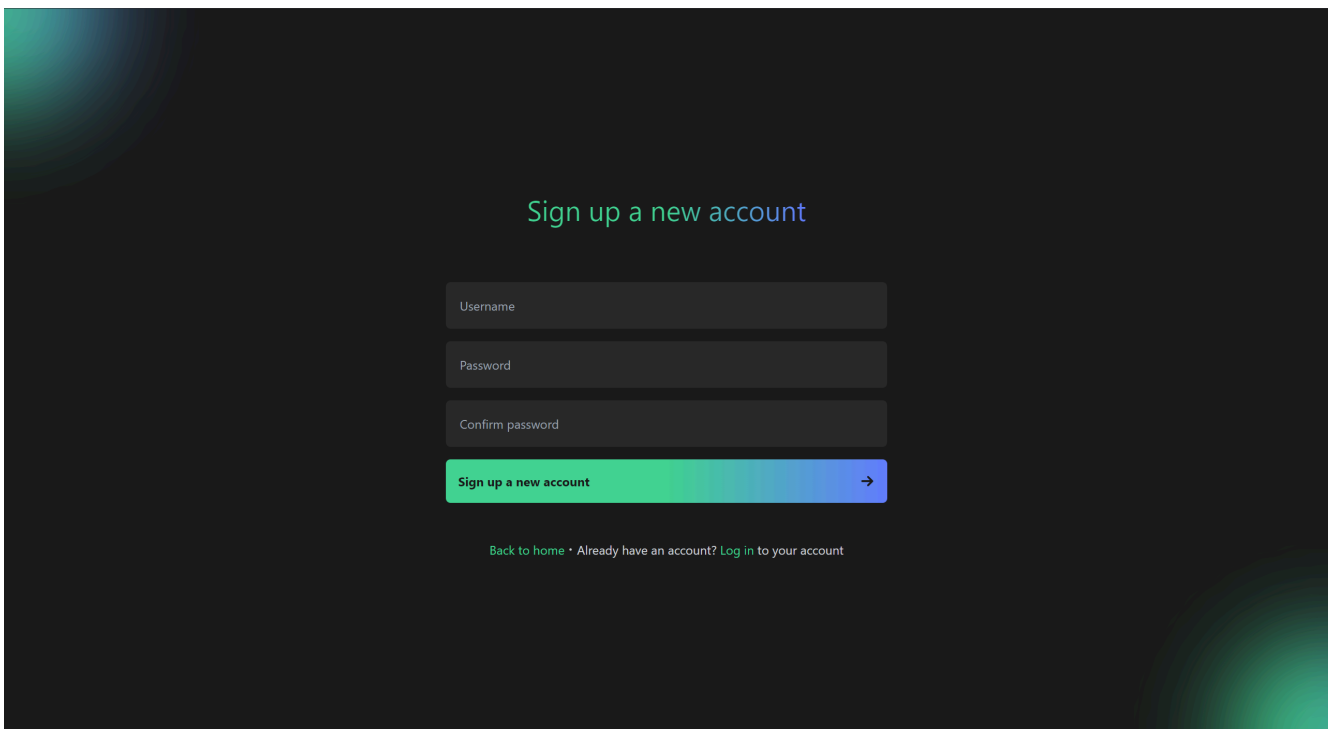 Sign up a new account
Username
Password
Confirm password
Sign up a new account
Back to home • Already have an account? Log in to your account